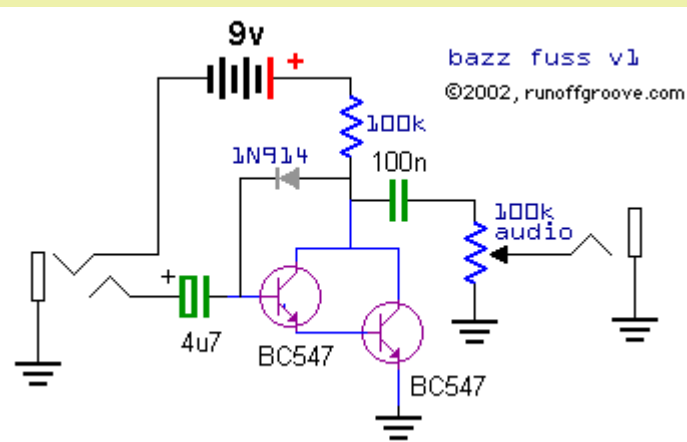 9v
+
bazz fuss v1
©2002, runoffgroove.com
100k
1N914
100n
100k
audio
+
4u7
BC547
BC547